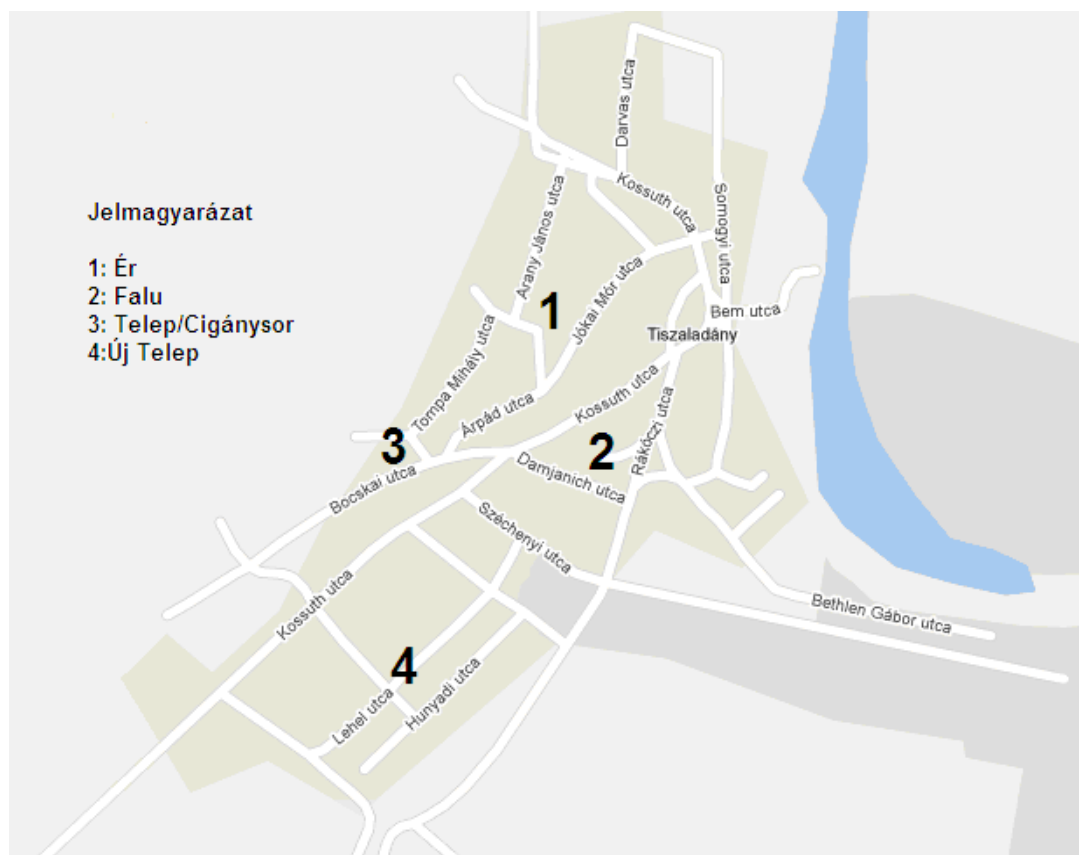 Jelmagyarázat
1: Ér
2: Falu
3: Telep/Cigánysor
4:Új Telep
Darvas utca
Kossuth utca
Somogyi utca
Arany János utca
1
Jókai Mór utca
Bem utca
Tiszaladány
Tompa Mihály utca
Kossuth utca
Árpád utca
3
2
Rákóczi utca
Bocskai utca
Damjanich utca
Széchenyi utca
Kossuth utca
Bethlen Gábor utca
4
Lehel utca
Hunyadi utca